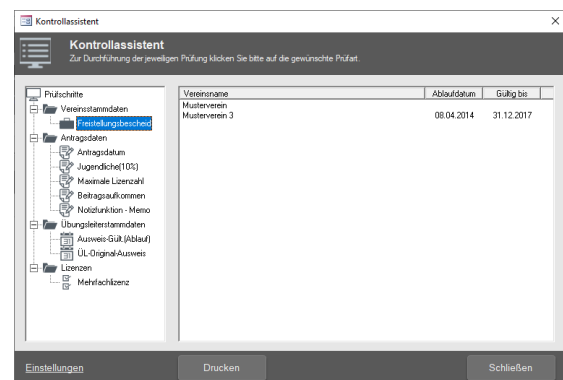 Kontrollassistent
Kontrollassistent
Zur Durchführung der jeweiligen Prüfung klicken Sie bitte auf die gewünschte Prüfart.
Prüfschritte
Vereinsstammdaten
Freistellungsbescheid
Antragsdaten
Antragsdatum
Jugendliche(10%)
Maximale Lizenzahl
Beitragsaufkommen
Notizfunktion - Memo
Übungsleiterstammdaten
Ausweis-Gült.(Ablauf)
ÜL-Original-Ausweis
Lizenzen
Mehrfachlizenz
Vereinsname Ablaufdatum Gültig bis
Musterverein
Musterverein 3 08.04.2014 31.12.2017
Einstellungen Drucken Schließen